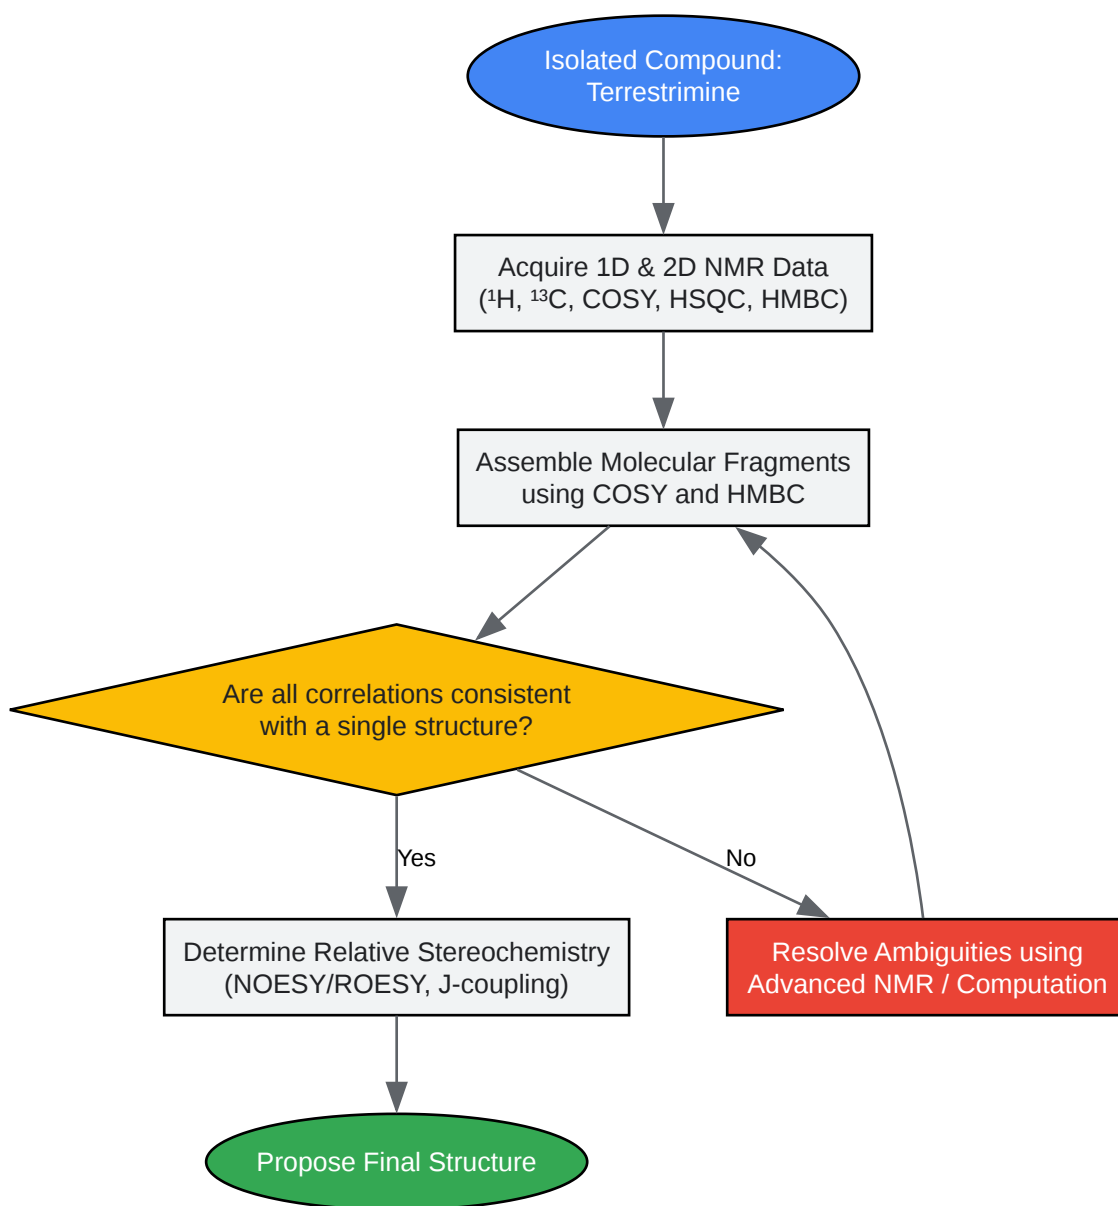 Isolated Compound:
Terrestrimine
Acquire 1D & 2D NMR Data
(¹H, ¹³C, COSY, HSQC, HMBC)
Assemble Molecular Fragments
using COSY and HMBC
Are all correlations consistent
with a single structure?
Yes
No
Determine Relative Stereochemistry
(NOESY/ROESY, J-coupling)
Resolve Ambiguities using
Advanced NMR / Computation
Propose Final Structure